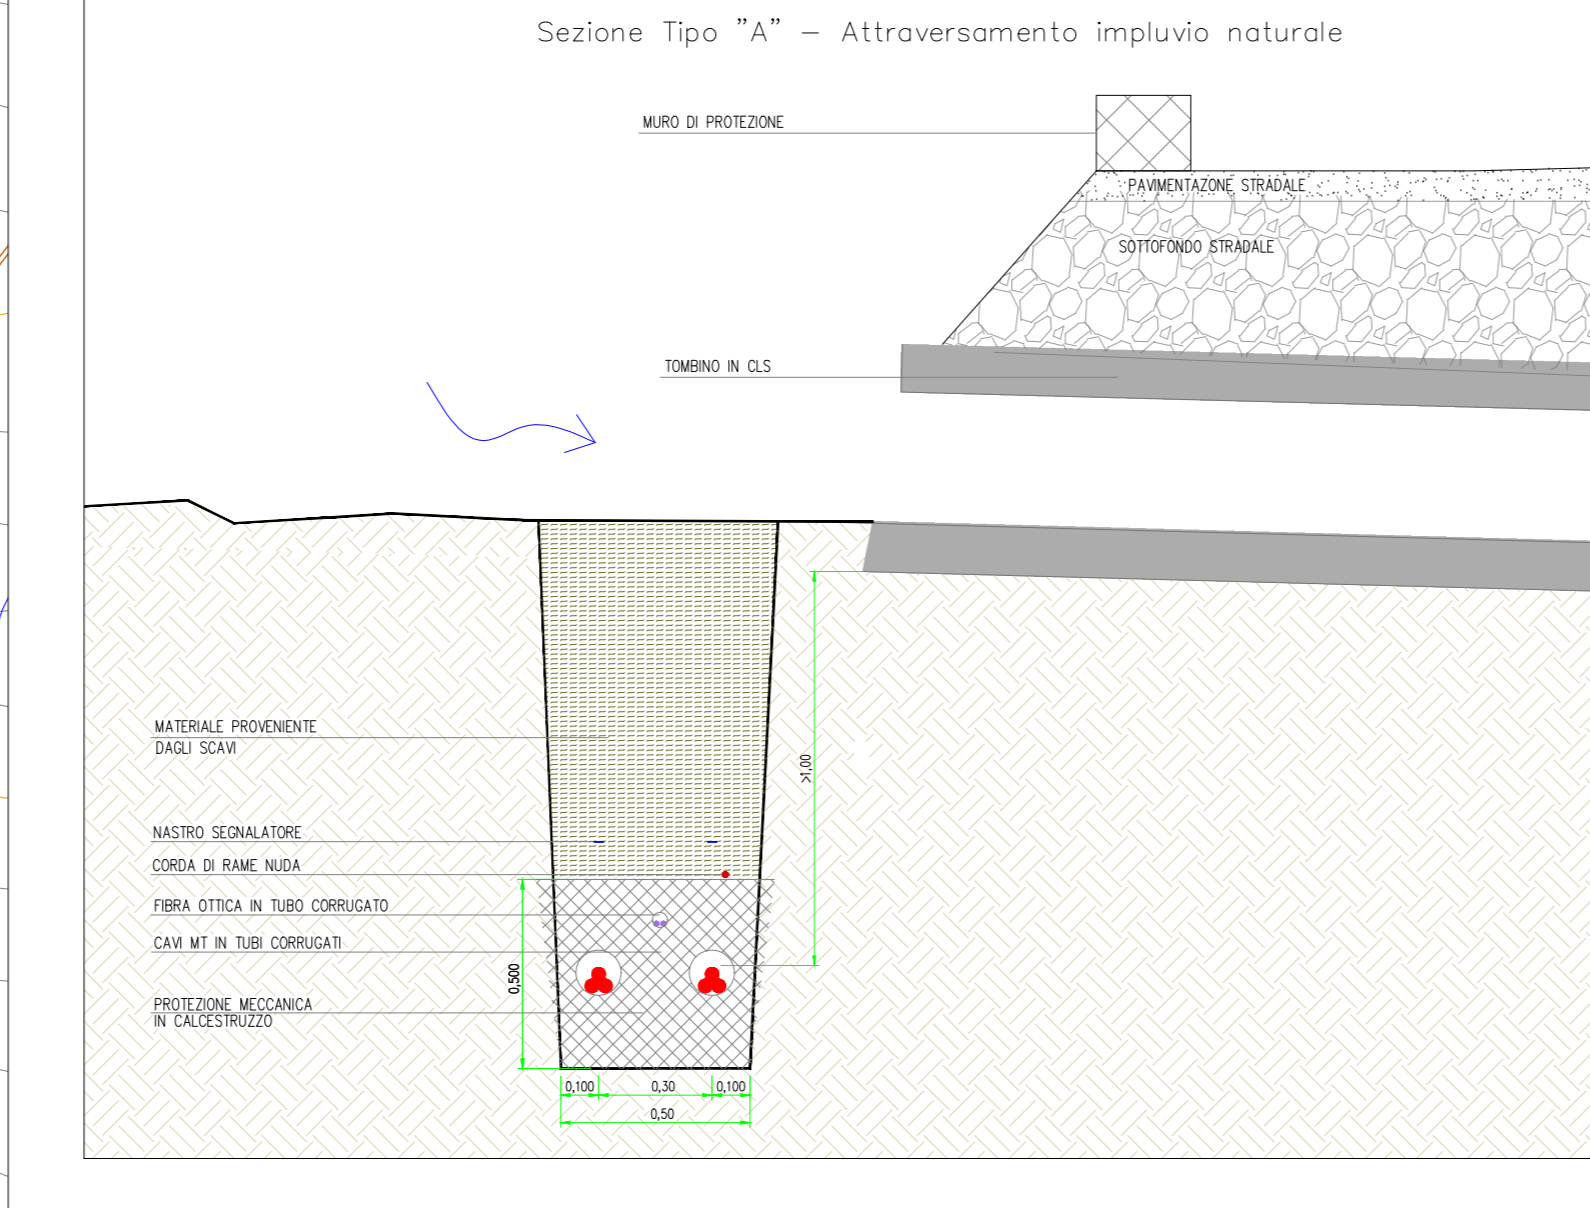 Sezione Tipo "A" – Attraversamento impluvio naturale
MURO DI PROTEZIONE
PAVIMENTAZONE STRADALE
SOTTOFONDO STRADALE
TOMBINO IN CLS
MATERIALE PROVENIENTE
DAGLI SCAVI
>1,00
NASTRO SEGNALATORE
CORDA DI RAME NUDA
FIBRA OTTICA IN TUBO CORRUGATO
CAVI MT IN TUBI CORRUGATI
0,500
PROTEZIONE MECCANICA
IN CALCESTRUZZO
0,100 0,30 0,100
0,50